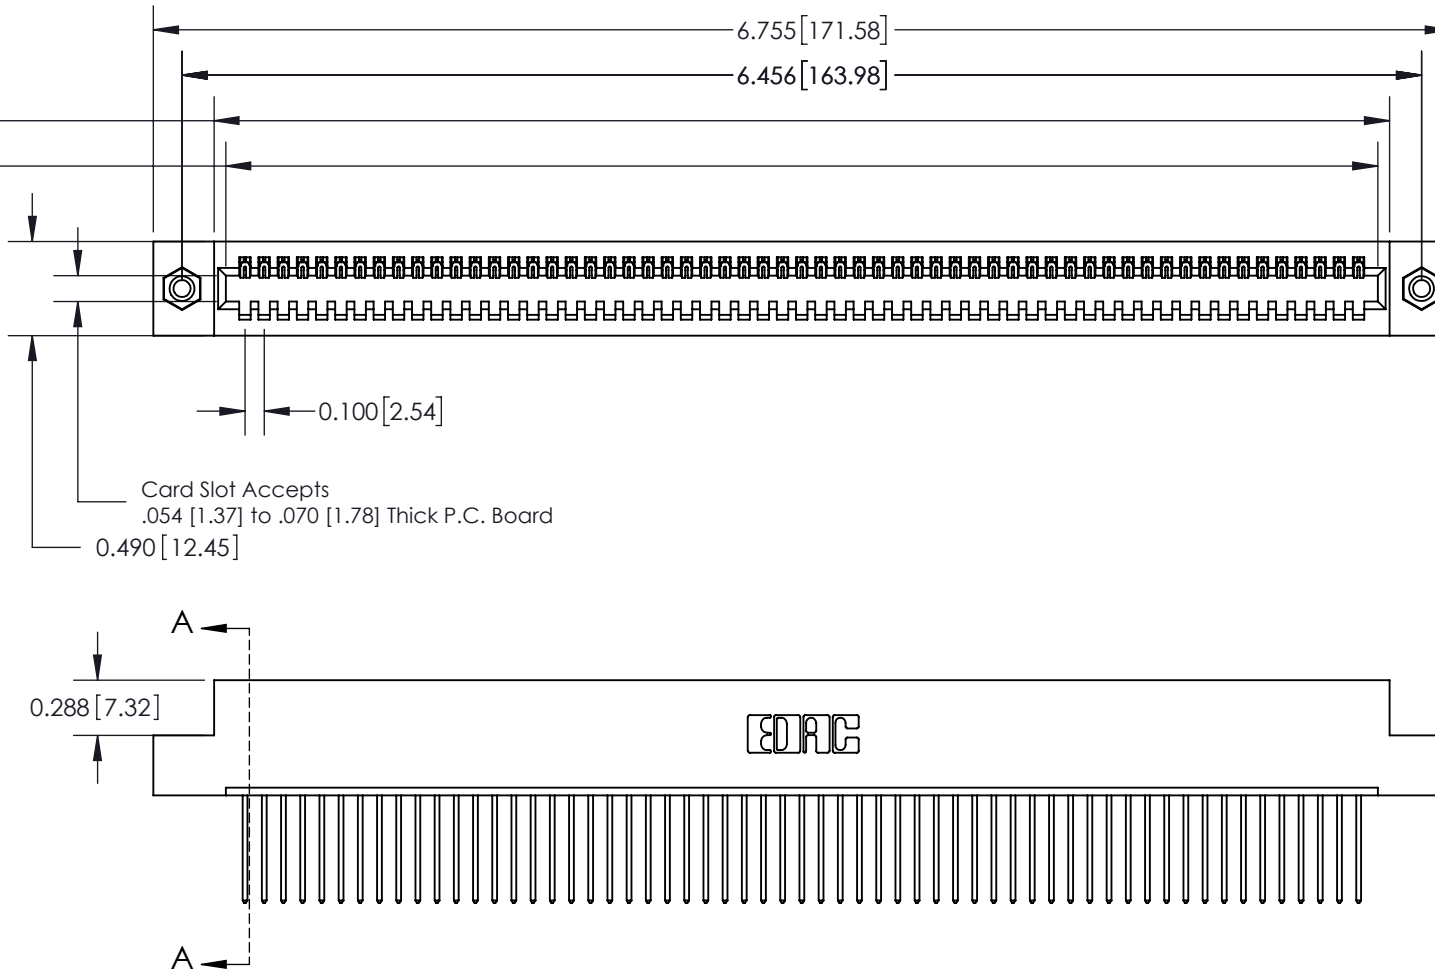 6.755[171.58]
6.456[163.98]
0.100[2.54]
Card Slot Accepts
.054 [1.37] to .070 [1.78] Thick P.C. Board
0.490[12.45]
A
0.288[7.32]
EDAC
A